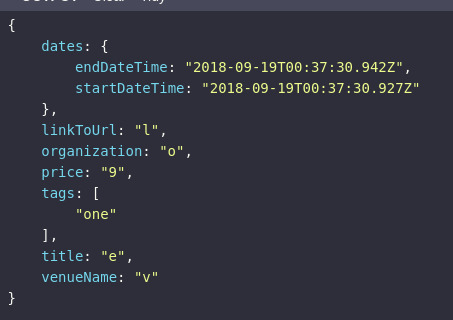 {
    dates: {
        endDateTime: "2018-09-19T00:37:30.942Z",
        startDateTime: "2018-09-19T00:37:30.927Z"
    },
    linkToUrl: "l",
    organization: "o",
    price: "9",
    tags: [
        "one"
    ],
    title: "e",
    venueName: "v"
}